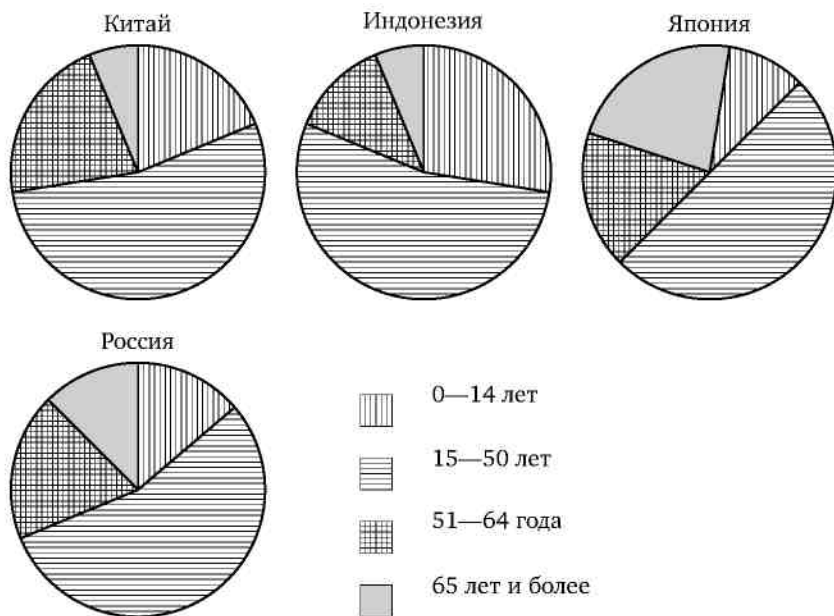 Китай
Индонезия
Япония
Россия
0—14 лет
15—50 лет
51—64 года
65 лет и более